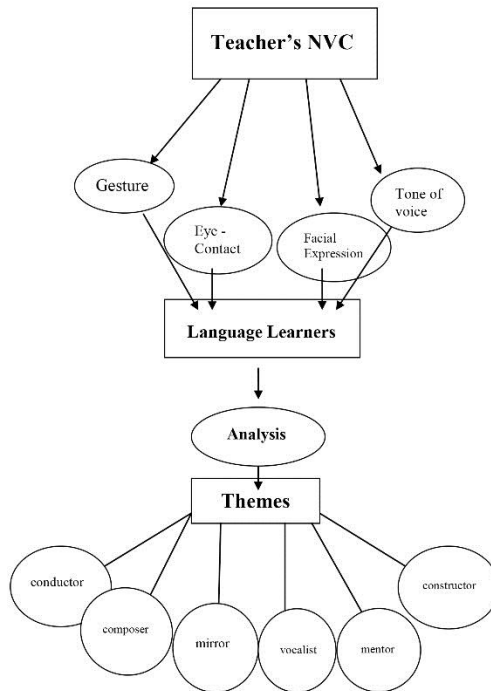 Teacher's NVC
Gesture
Tone of
voice
Eye -
Contact
Facial
Expression
Language Learners
Analysis
Themes
conductor
constructor
composer
mirror
vocalist
mentor